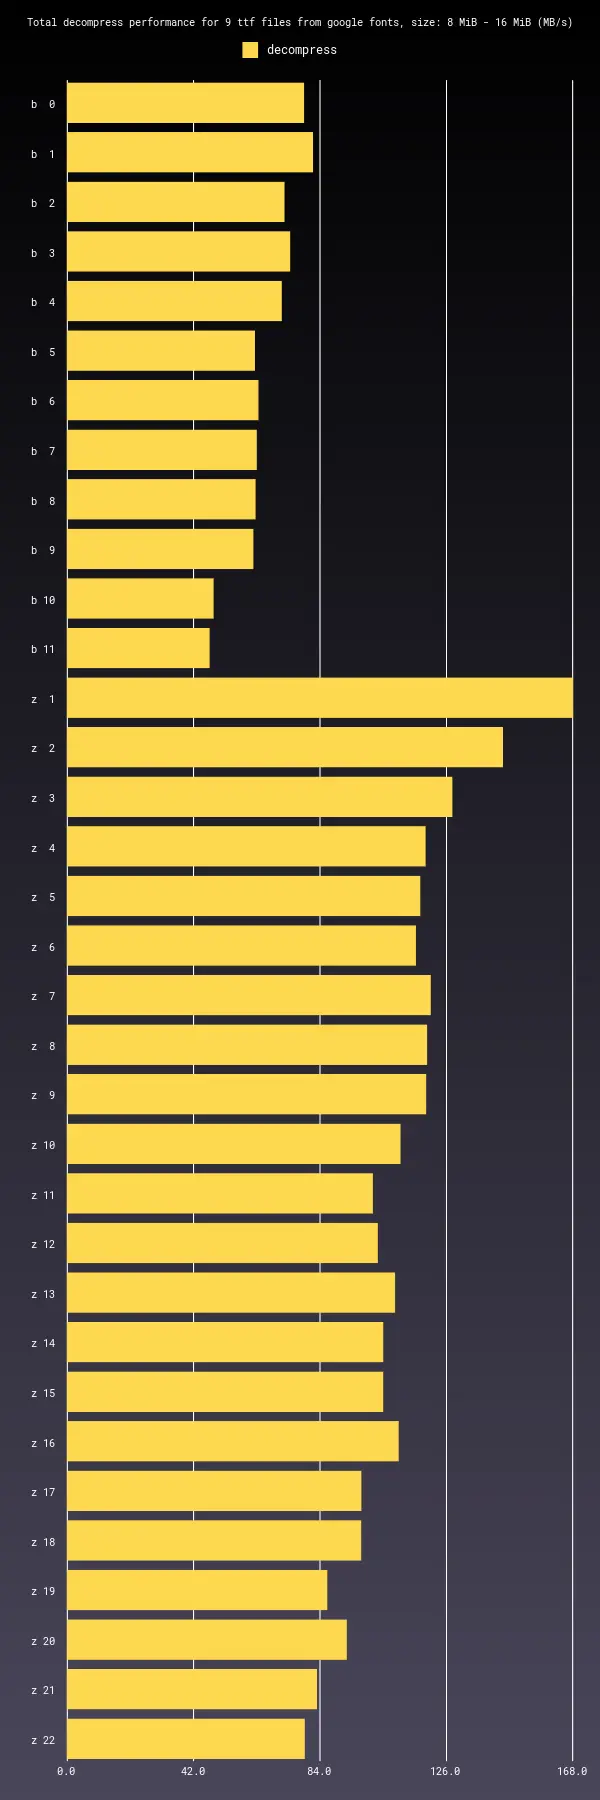 Total decompress performance for 9 ttf files from google fonts, size: 8 MiB - 16 MiB (MB/s)
decompress
b  0
b  1
b  2
b  3
b  4
b  5
b  6
b  7
b  8
b  9
b 10
b 11
z  1
z  2
z  3
z  4
z  5
z  6
z  7
z  8
z  9
z 10
z 11
z 12
z 13
z 14
z 15
z 16
z 17
z 18
z 19
z 20
z 21
z 22
0.0 42.0 84.0 126.0 168.0